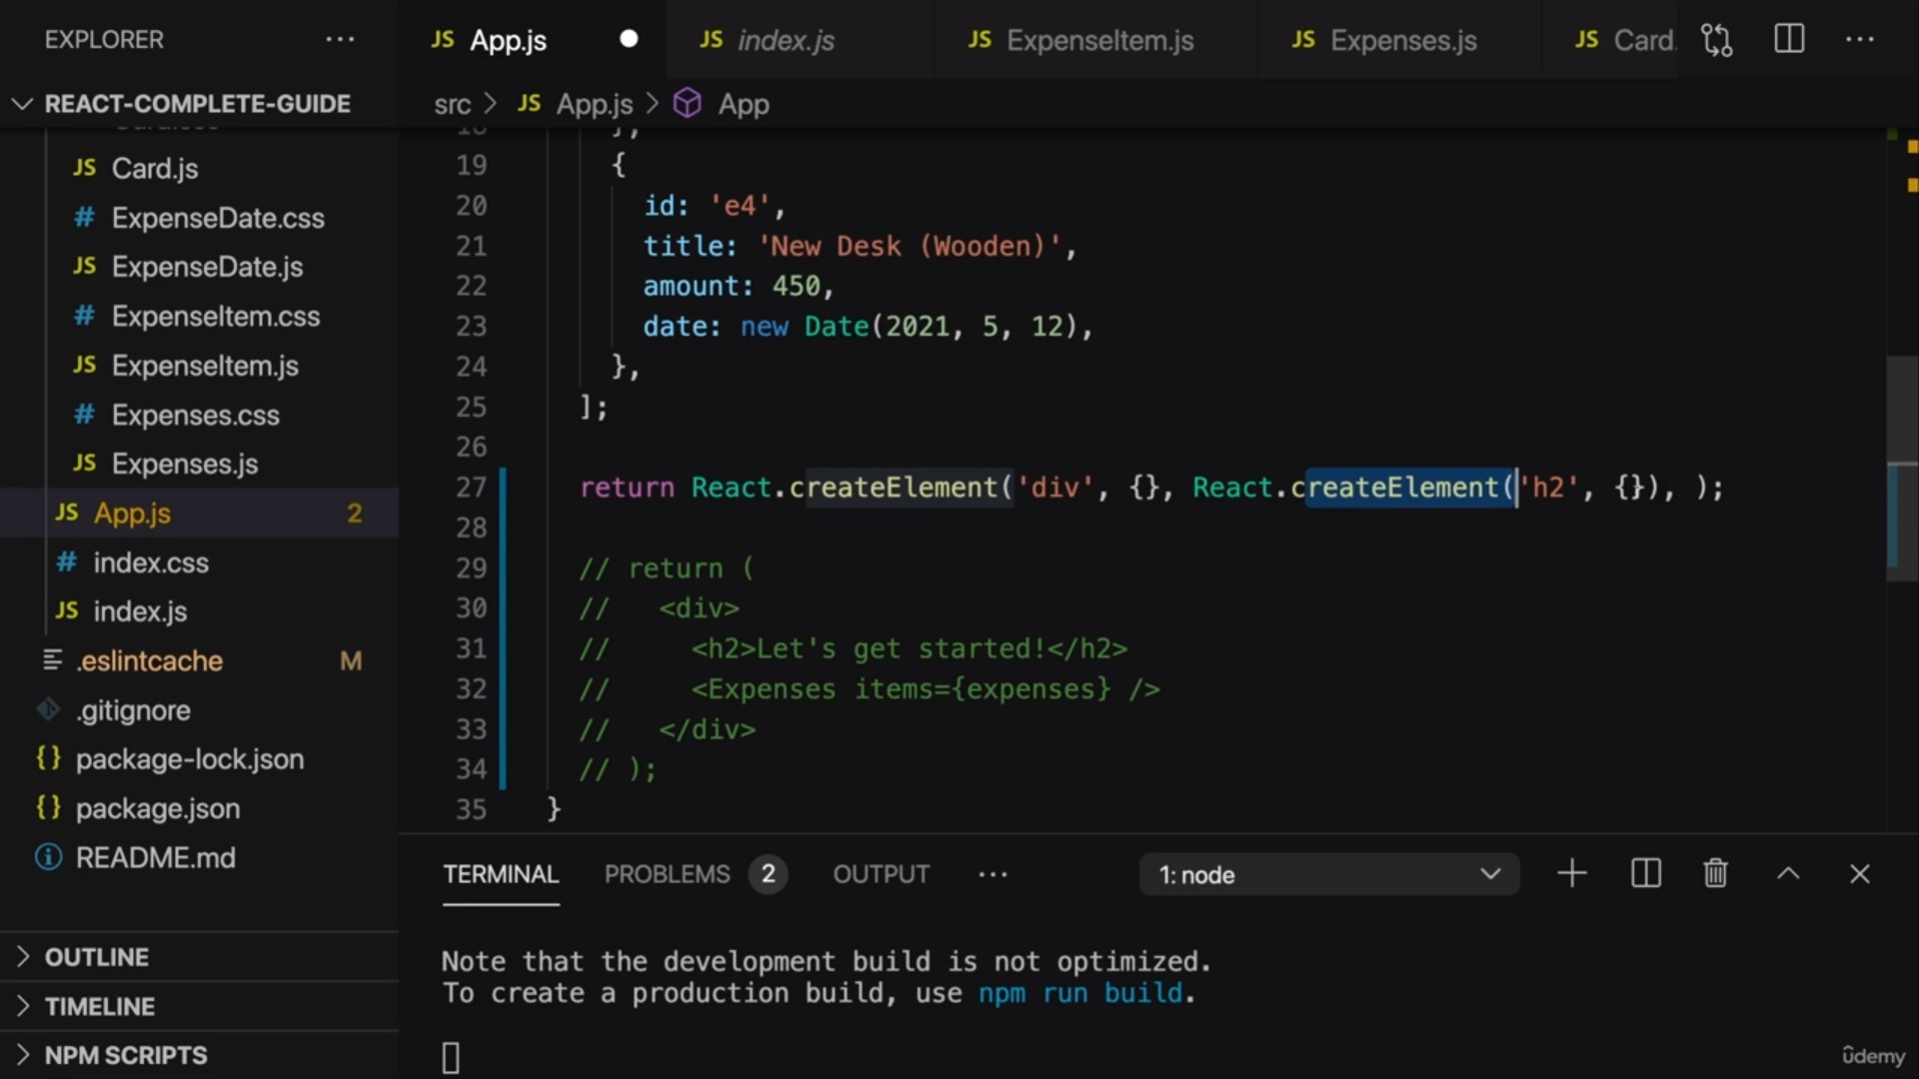 EXPLORER
REACT-COMPLETE-GUIDE
JS Card.js
# ExpenseDate.css
JS ExpenseDate.js
# ExpenseItem.css
JS ExpenseItem.js
# Expenses.css
JS Expenses.js
JS App.js 2
# index.css
JS index.js
.eslintcache M
.gitignore
{} package-lock.json
{} package.json
README.md
OUTLINE
TIMELINE
NPM SCRIPTS
JS App.js JS index.js JS ExpenseItem.js JS Expenses.js JS Card.
src > JS App.js > App
18 },
19 {
20 id: 'e4',
21 title: 'New Desk (Wooden)',
22 amount: 450,
23 date: new Date(2021, 5, 12),
24 },
25 ];
26
27 return React.createElement('div', {}, React.createElement('h2', {}), );
28
29 // return (
30 //   <div>
31 //     <h2>Let's get started!</h2>
32 //     <Expenses items={expenses} />
33 //   </div>
34 // );
35 }
TERMINAL PROBLEMS 2 OUTPUT ... 1: node
Note that the development build is not optimized.
To create a production build, use npm run build.
ûdemy